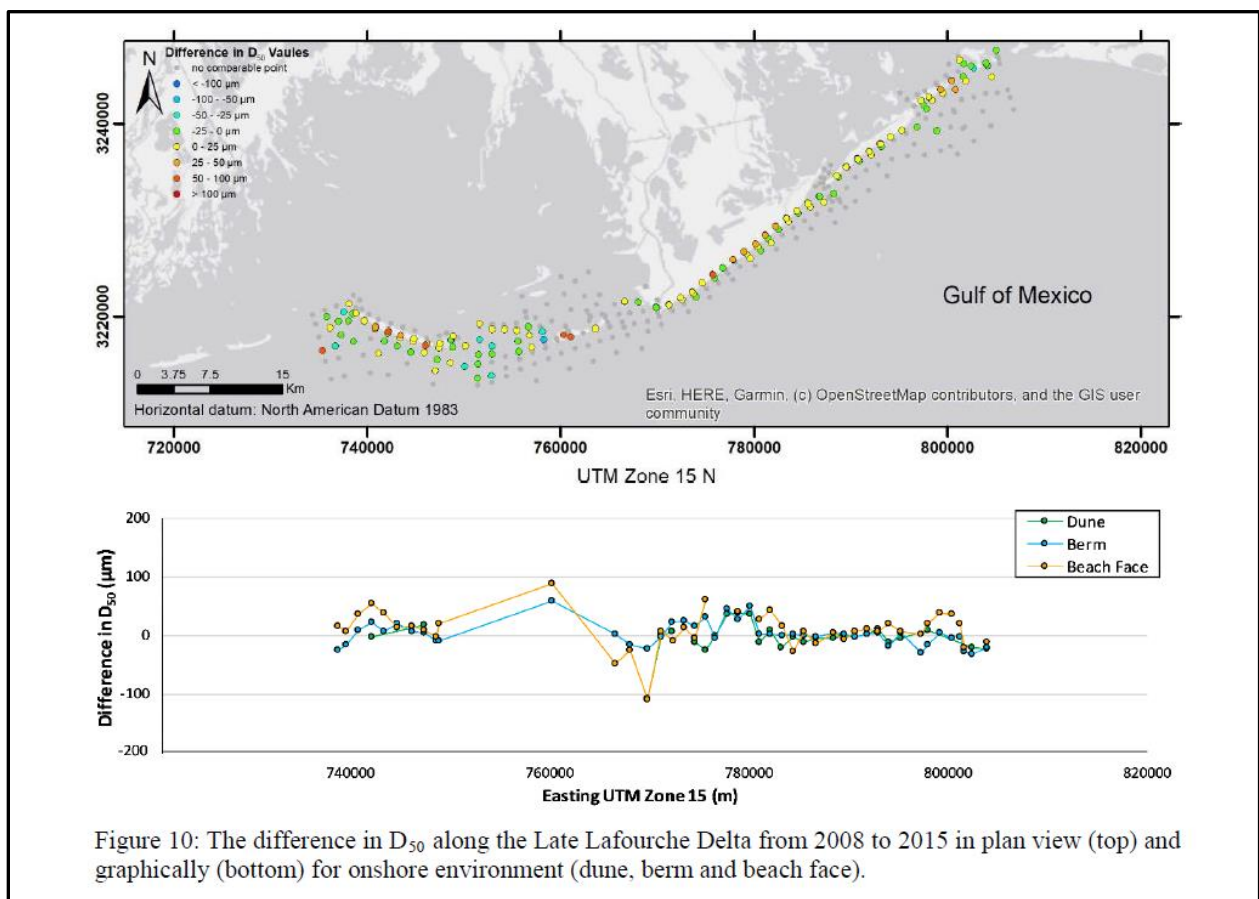 N
Difference in D50 Vaules
no comparable point
< -100 µm
-100 - -50 µm
-50 - -25 µm
-25 - 0 µm
0 - 25 µm
25 - 50 µm
50 - 100 µm
> 100 µm
3240000
3240000
3220000
3220000
Gulf of Mexico
0 3.75 7.5 15
Km
Horizontal datum: North American Datum 1983
Esri, HERE, Garmin, (c) OpenStreetMap contributors, and the GIS user
community
720000 740000 760000 780000 800000 820000
UTM Zone 15 N
Difference in D50 (µm)
200
100
0
-100
-200
Dune
Berm
Beach Face
740000 760000 780000 800000 820000
Easting UTM Zone 15 (m)
Figure 10: The difference in D50 along the Late Lafourche Delta from 2008 to 2015 in plan view (top) and
graphically (bottom) for onshore environment (dune, berm and beach face).